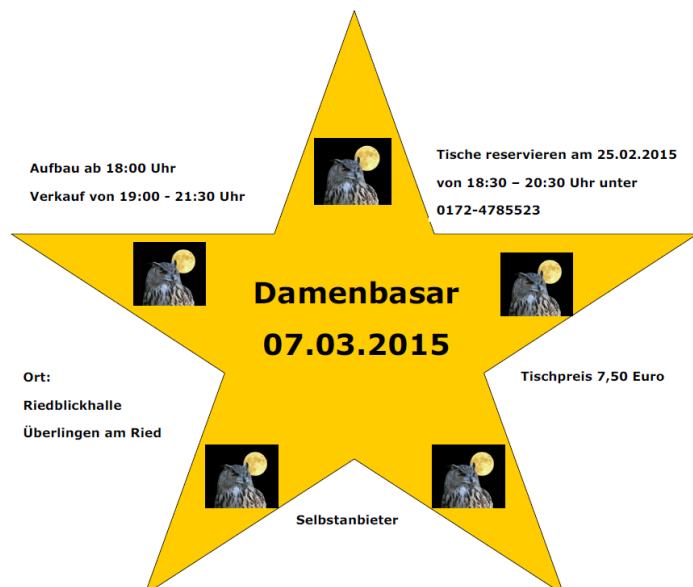 Aufbau ab 18:00 Uhr
Verkauf von 19:00 - 21:30 Uhr
Tische reservieren am 25.02.2015
von 18:30 – 20:30 Uhr unter
0172-4785523
Damenbasar
07.03.2015
Ort:
Riedblickhalle
Überlingen am Ried
Tischpreis 7,50 Euro
Selbstanbieter